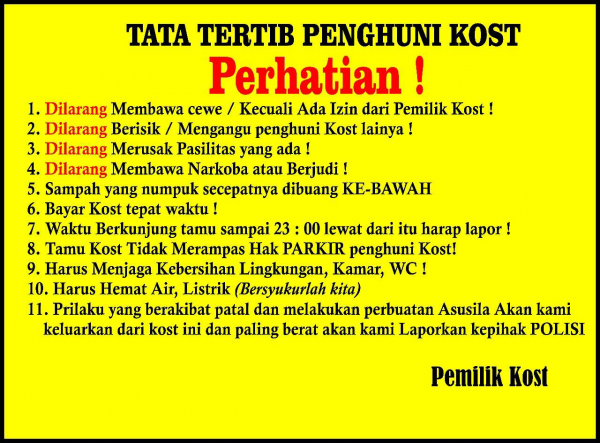 TATA TERTIB PENGHUNI KOST
Perhatian !
1. Dilarang Membawa cewe / Kecuali Ada Izin dari Pemilik Kost !
2. Dilarang Berisik / Mengangu penghuni Kost lainya !
3. Dilarang Merusak Pasilitas yang ada !
4. Dilarang Membawa Narkoba atau Berjudi !
5. Sampah yang numpuk secepatnya dibuang KE-BAWAH
6. Bayar Kost tepat waktu !
7. Waktu Berkunjung tamu sampai 23 : 00 lewat dari itu harap lapor !
8. Tamu Kost Tidak Merampas Hak PARKIR penghuni Kost!
9. Harus Menjaga Kebersihan Lingkungan, Kamar, WC !
10. Harus Hemat Air, Listrik (Bersyukurlah kita)
11. Prilaku yang berakibat patal dan melakukan perbuatan Asusila Akan kami
keluarkan dari kost ini dan paling berat akan kami Laporkan kepihak POLISI
Pemilik Kost